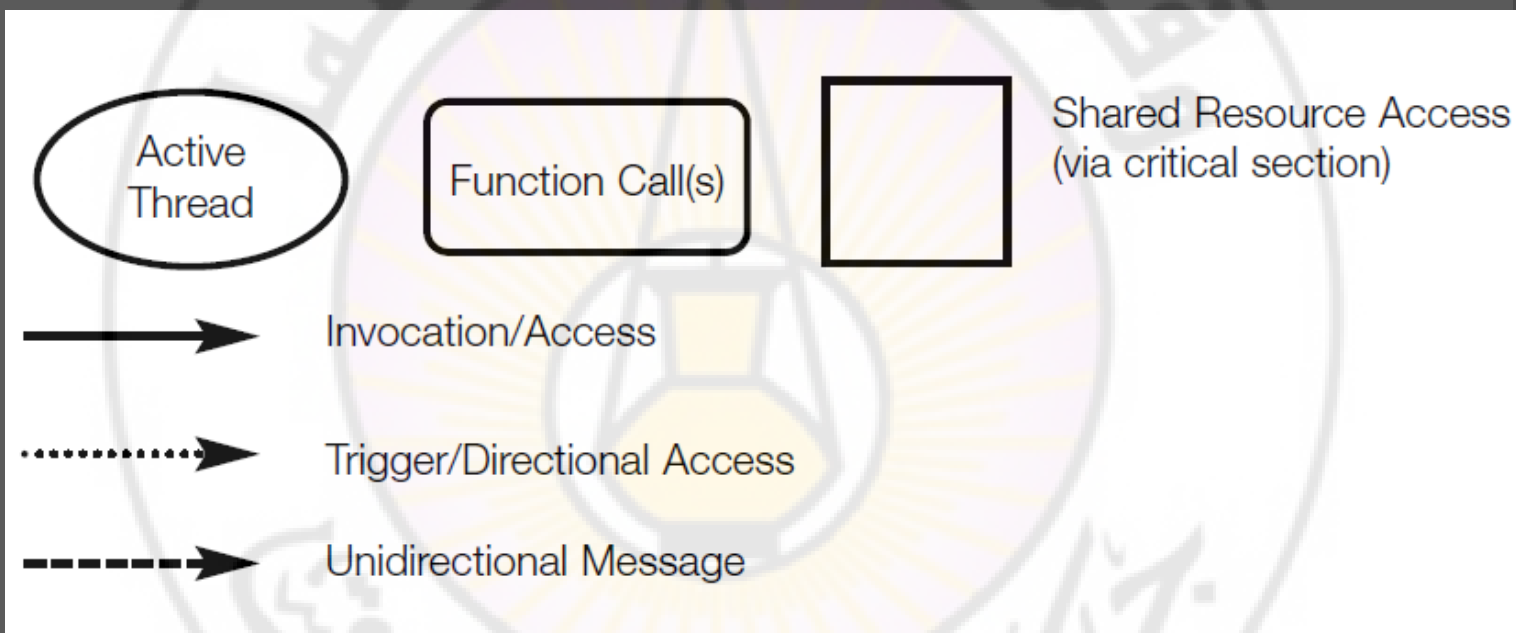 Active
Thread
Function Call(s)
Shared Resource Access
(via critical section)
Invocation/Access
Trigger/Directional Access
Unidirectional Message